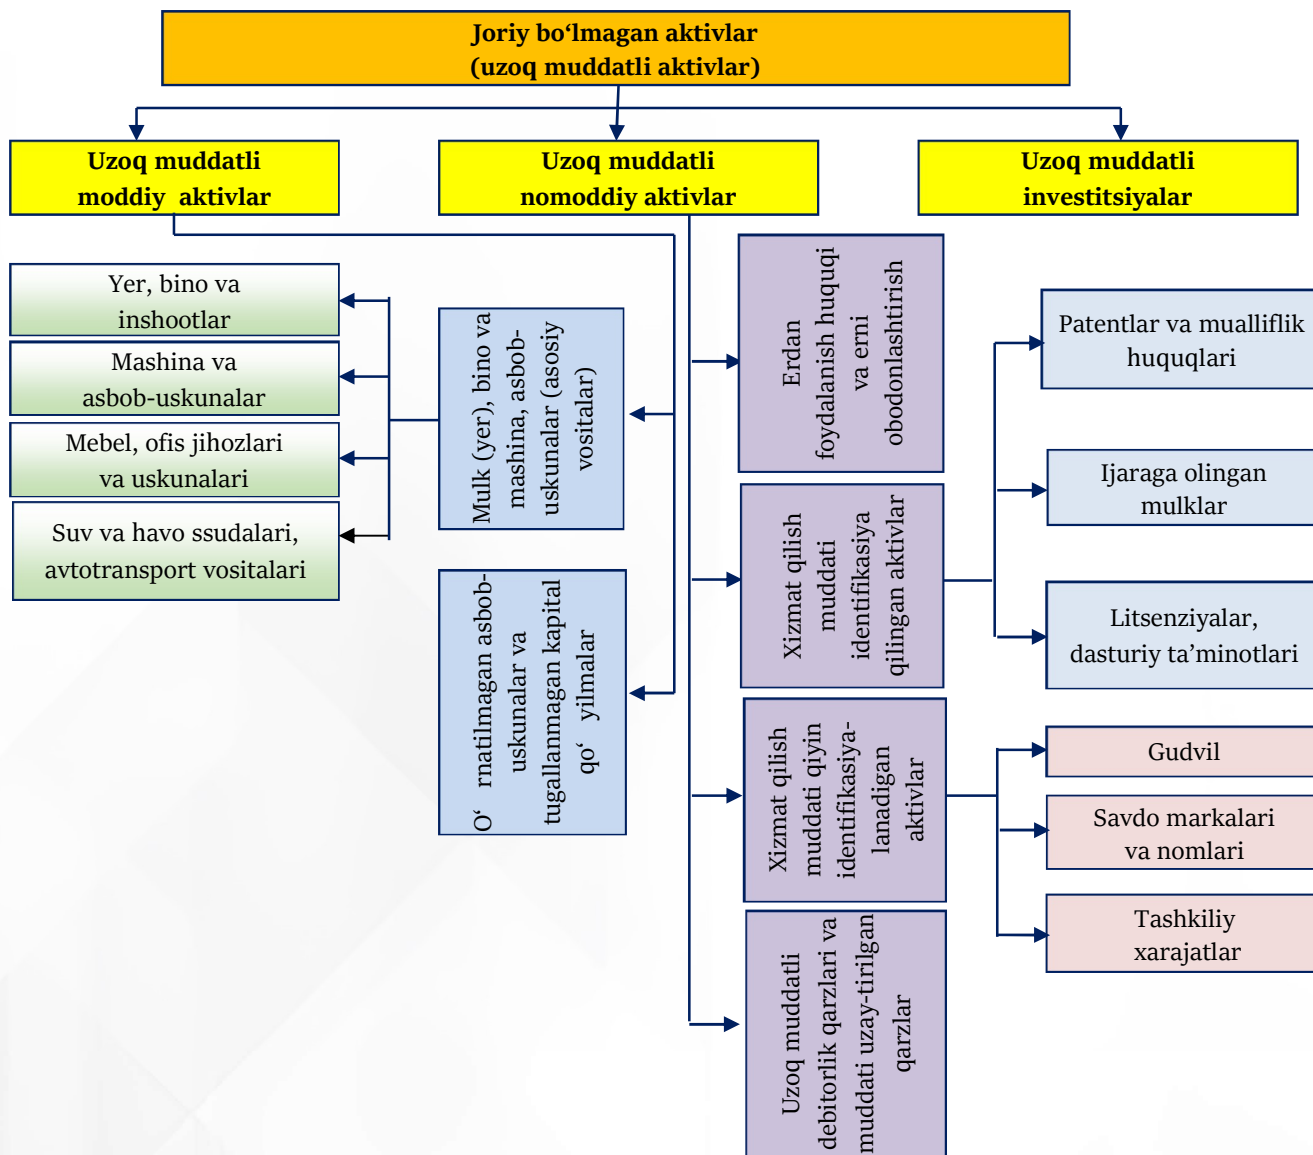 Joriy bo‘lmagan aktivlar
(uzoq muddatli aktivlar)
Uzoq muddatli
moddiy aktivlar
Uzoq muddatli
nomoddiy aktivlar
Uzoq muddatli
investitsiyalar
Yer, bino va
inshootlar
Mashina va
asbob-uskunalar
Mebel, ofis jihozlari
va uskunalari
Suv va havo ssudalari,
avtotransport vositalari
Mulk (yer), bino va
mashina, asbob-
uskunalar (asosiy
vositalar)
O‘ rnatilmagan asbob-
uskunalar va
tugallanmagan kapital
qo‘ yilmalar
Erdan
foydalanish huquqi
va erni
obodonlashtirish
Xizmat qilish
muddati
identifikasiya
qilingan aktivlar
Xizmat qilish
muddati qiyin
identifikasiya-
lanadigan
aktivlar
Uzoq muddatli
debitorlik qarzlari va
muddati uzay-tirilgan
qarzlar
Patentlar va mualliflik
huquqlari
Ijaraga olingan
mulklar
Litsenziyalar,
dasturiy ta’minotlari
Gudvil
Savdo markalari
va nomlari
Tashkiliy
xarajatlar